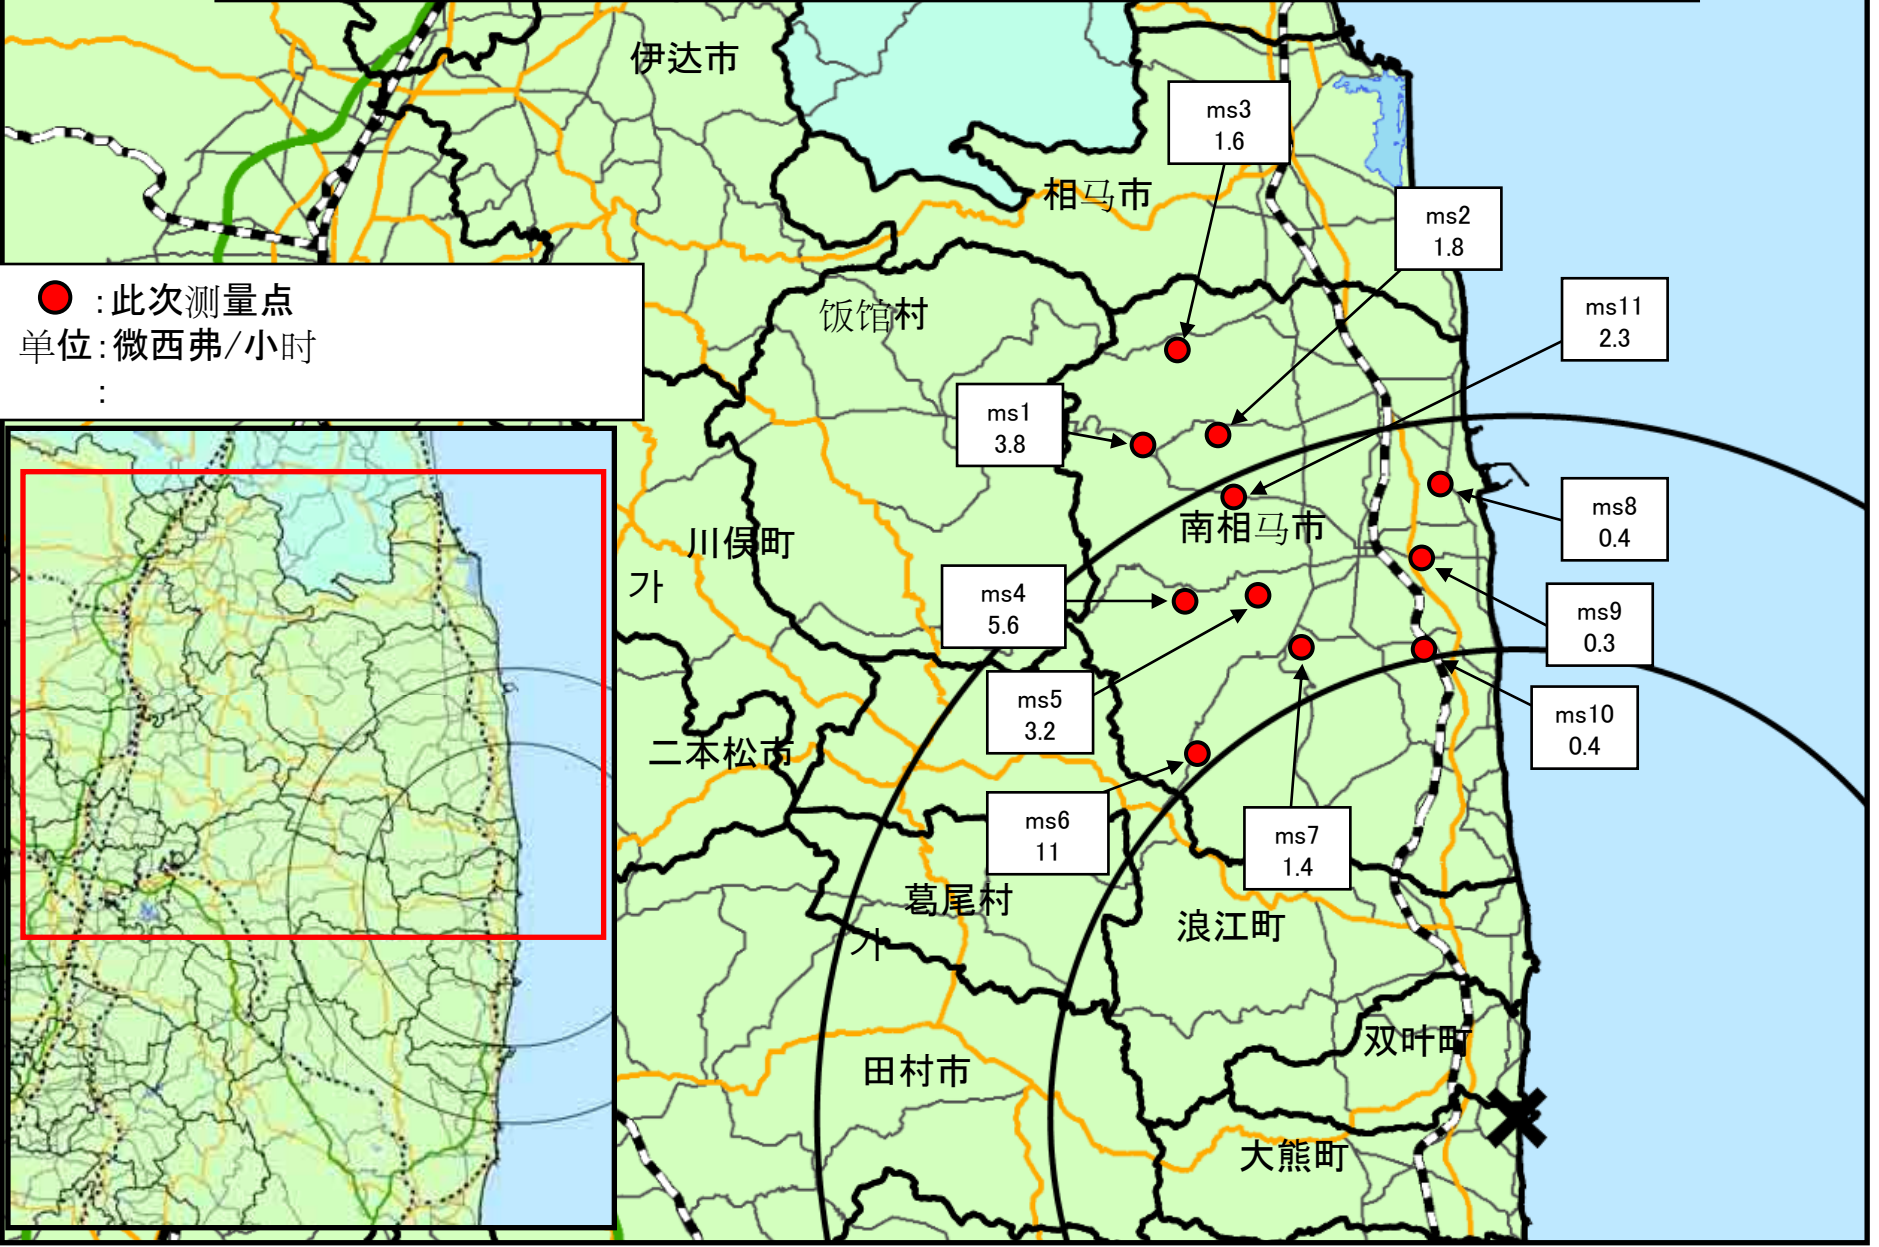 伊达市
ms3
1.6
相马市
ms2
1.8
●:此次测量点
单位:微西弗/小时
:
饭馆村
ms11
2.3
ms1
3.8
ms8
0.4
南相马市
川俣町
가
ms4
5.6
ms9
0.3
ms5
3.2
ms10
0.4
二本松市
ms6
11
ms7
1.4
葛尾村
浪江町
가
双叶町
田村市
大熊町